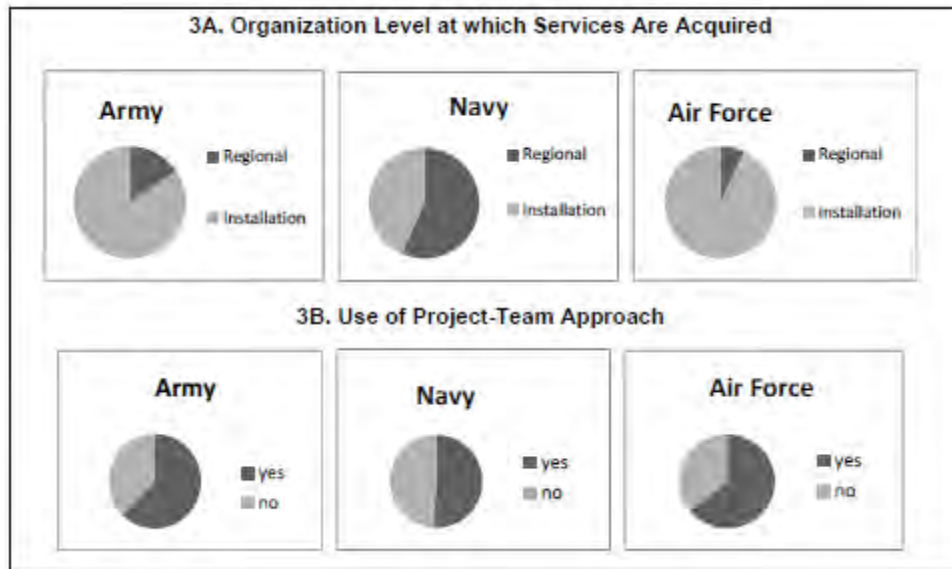 3A. Organization Level at which Services Are Acquired
Army
Regional
Installation
Navy
Regional
Installation
Air Force
Regional
Installation
3B. Use of Project-Team Approach
Army
yes
no
Navy
yes
no
Air Force
yes
no